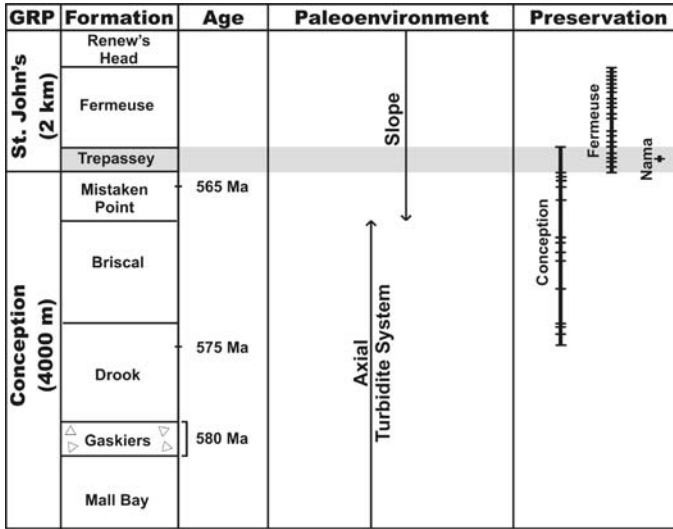 GRP Formation Age Paleoenvironment Preservation
St. John's
(2 km)
Renew's
Head
Fermeuse
Trepassey
Slope
Fermeuse
Nama
Conception
(4000 m)
Mistaken
Point
565 Ma
Briscal
Conception
575 Ma
Drook
Axial
Turbidite System
Gaskiers
580 Ma
Mall Bay